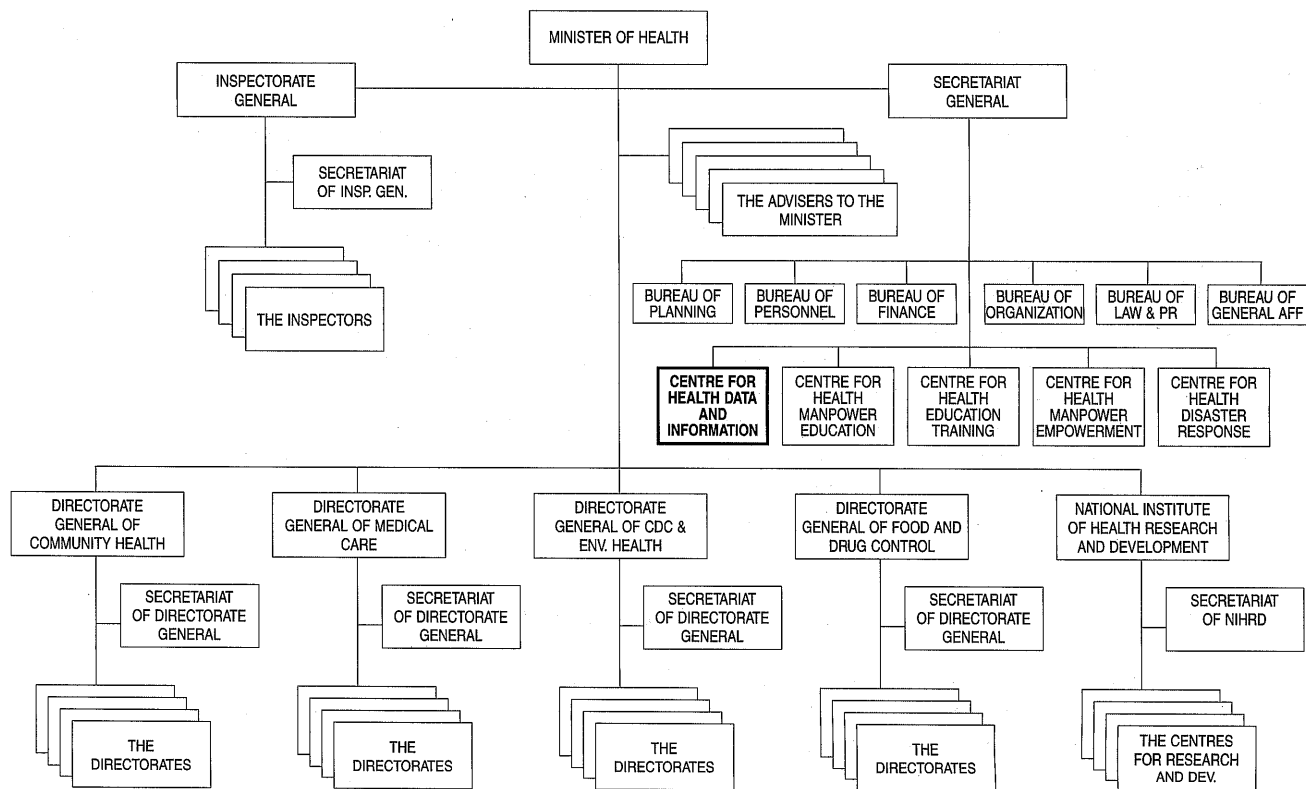 MINISTER OF HEALTH
INSPECTORATE
GENERAL
SECRETARIAT
GENERAL
SECRETARIAT
OF INSP. GEN.
THE ADVISERS TO THE
MINISTER
THE INSPECTORS
BUREAU OF
PLANNING
BUREAU OF
PERSONNEL
BUREAU OF
FINANCE
BUREAU OF
ORGANIZATION
BUREAU OF
LAW & PR
BUREAU OF
GENERAL AFF
CENTRE FOR
HEALTH DATA
AND
INFORMATION
CENTRE FOR
HEALTH
MANPOWER
EDUCATION
CENTRE FOR
HEALTH
EDUCATION
TRAINING
CENTRE FOR
HEALTH
MANPOWER
EMPOWERMENT
CENTRE FOR
HEALTH
DISASTER
RESPONSE
DIRECTORATE
GENERAL OF
COMMUNITY HEALTH
DIRECTORATE
GENERAL OF MEDICAL
CARE
DIRECTORATE
GENERAL OF CDC &
ENV. HEALTH
DIRECTORATE
GENERAL OF FOOD AND
DRUG CONTROL
NATIONAL INSTITUTE
OF HEALTH RESEARCH
AND DEVELOPMENT
SECRETARIAT
OF DIRECTORATE
GENERAL
SECRETARIAT
OF DIRECTORATE
GENERAL
SECRETARIAT
OF DIRECTORATE
GENERAL
SECRETARIAT
OF DIRECTORATE
GENERAL
SECRETARIAT
OF NIHRD
THE
DIRECTORATES
THE
DIRECTORATES
THE
DIRECTORATES
THE
DIRECTORATES
THE CENTRES
FOR RESEARCH
AND DEV.